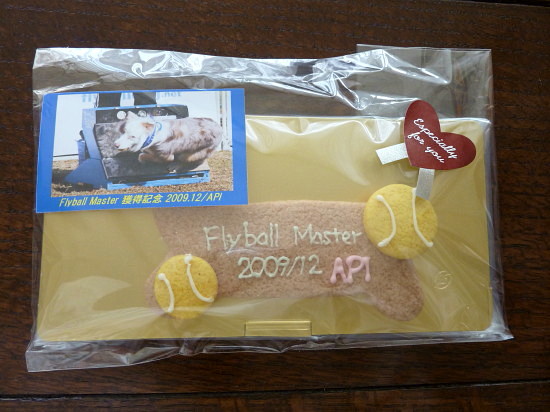 Especially
for you
Flyball Master 獲得記念 2009.12/API
Flyball Master
2009/12 API